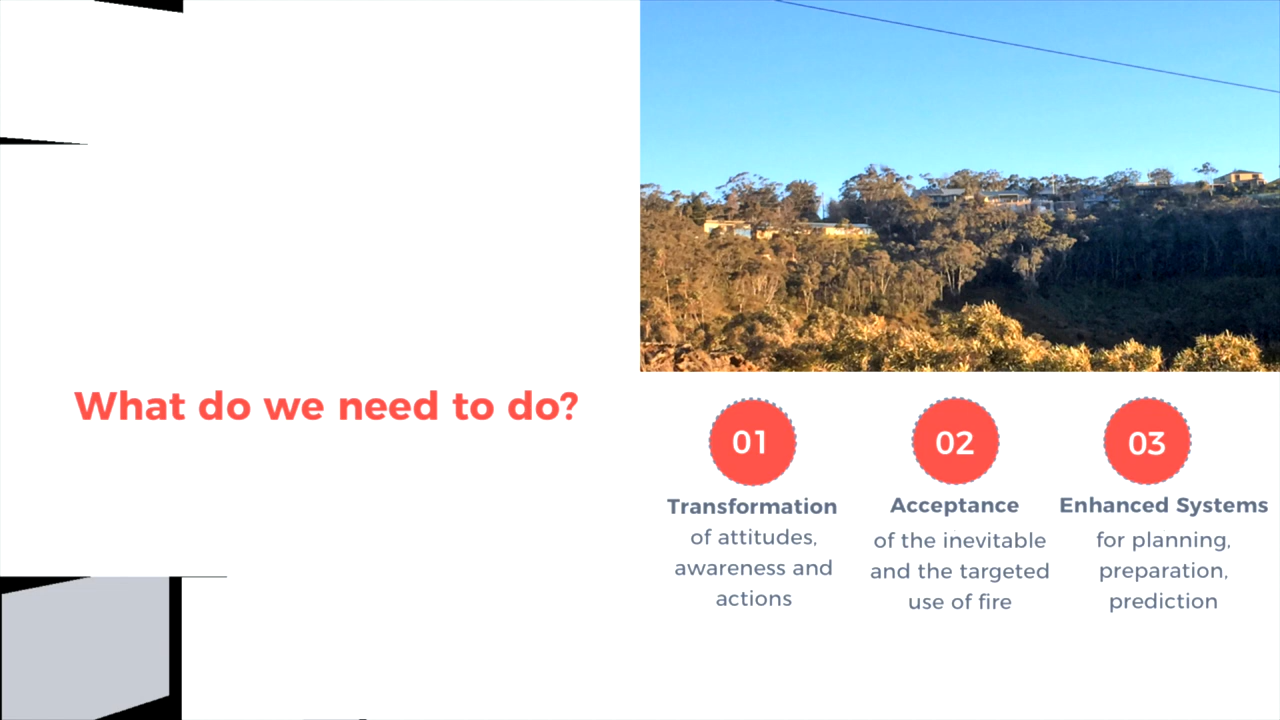 What do we need to do?
01
Transformation
of attitudes,
awareness and
actions
02
Acceptance
of the inevitable
and the targeted
use of fire
03
Enhanced Systems
for planning,
preparation,
prediction